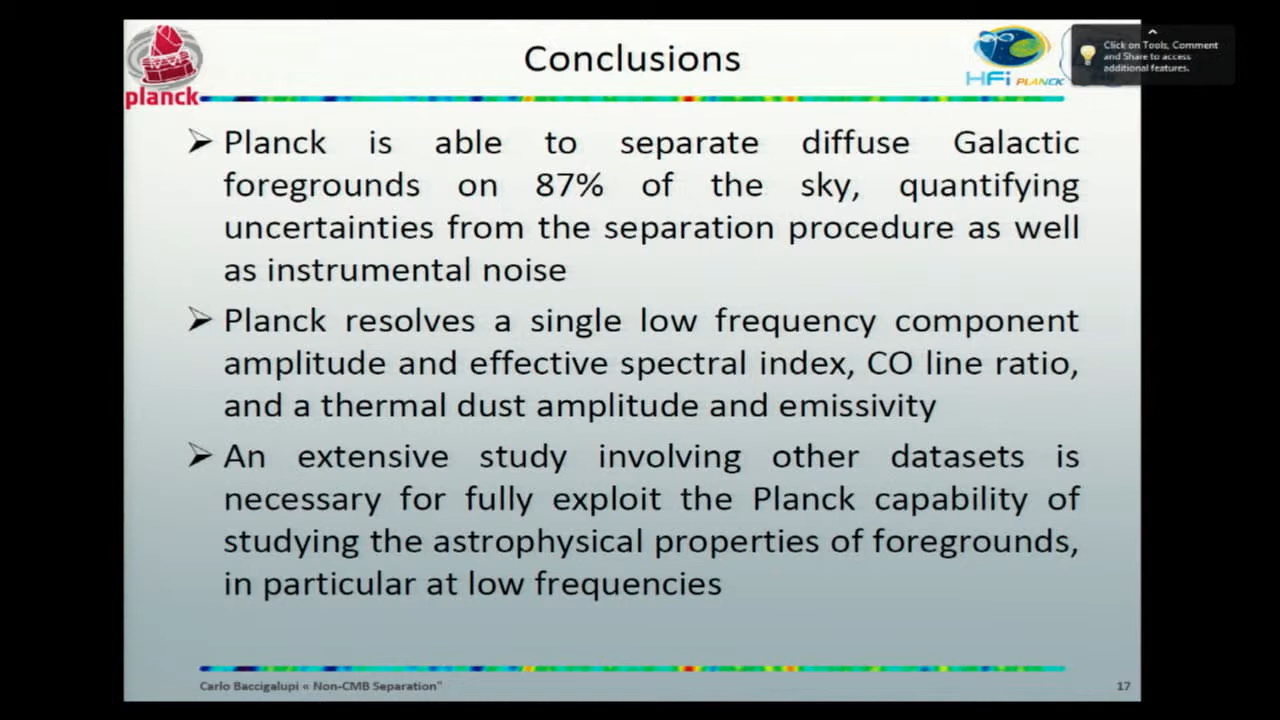 Conclusions
planck
HFi PLANCK
Click on Tools, Comment
and Share to access
additional features.
➢ Planck is able to separate diffuse Galactic
foregrounds on 87% of the sky, quantifying
uncertainties from the separation procedure as well
as instrumental noise
➢ Planck resolves a single low frequency component
amplitude and effective spectral index, CO line ratio,
and a thermal dust amplitude and emissivity
➢ An extensive study involving other datasets is
necessary for fully exploit the Planck capability of
studying the astrophysical properties of foregrounds,
in particular at low frequencies
Carlo Baccigalupi « Non-CMB Separation"
17